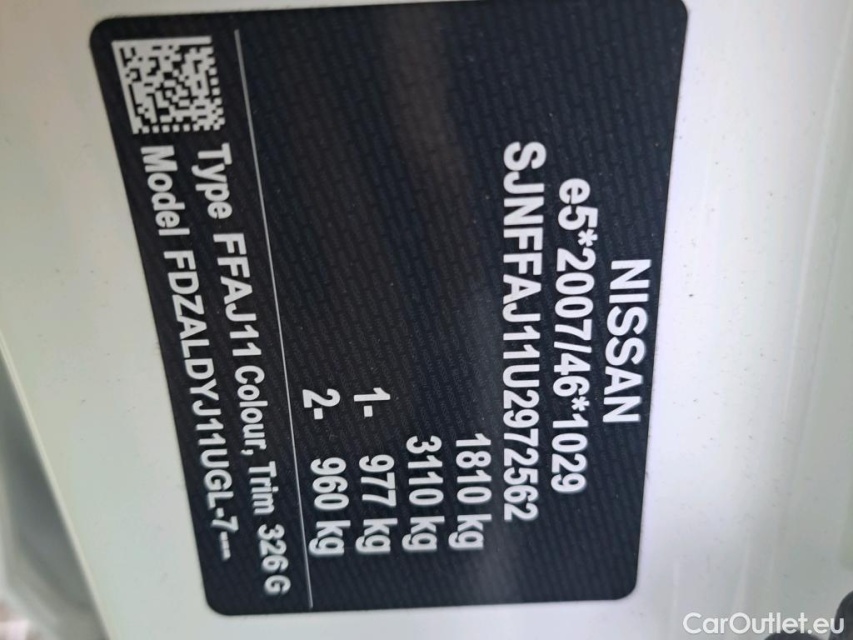 NISSAN
e5*2007/46*1029
SJNFFAJ11U2972562
1810 kg
3110 kg
1- 977 kg
2- 960 kg
Type FFAJ11 Colour, Trim 326 G
Model FDZALDYJ11UGL-7---
CarOutlet.eu